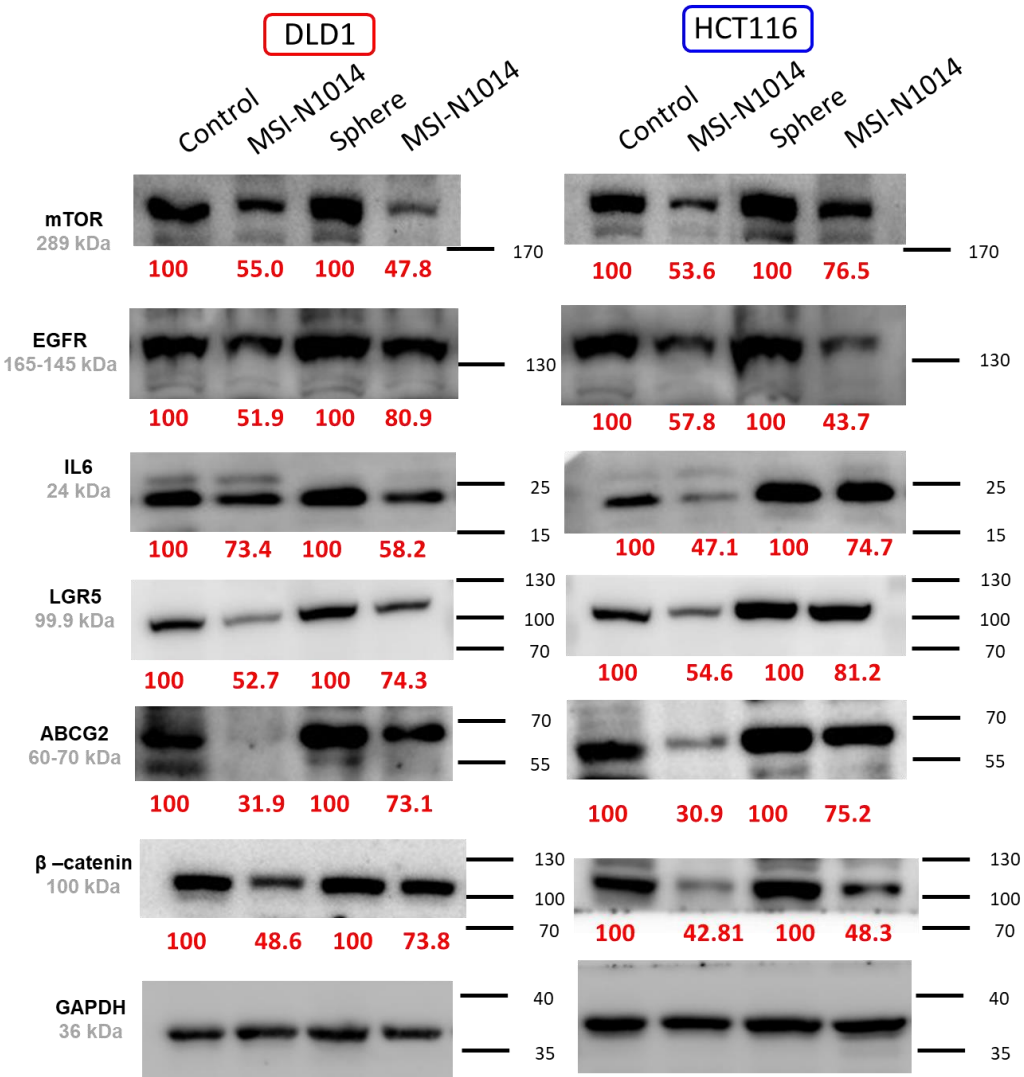 DLD1
HCT116
Control MSI-N1014 Sphere MSI-N1014
Control MSI-N1014 Sphere MSI-N1014
mTOR
289 kDa
170
170
100 55.0 100 47.8
100 53.6 100 76.5
EGFR
165-145 kDa
130
130
100 51.9 100 80.9
100 57.8 100 43.7
IL6
24 kDa
25
25
15
15
100 73.4 100 58.2
100 47.1 100 74.7
LGR5
99.9 kDa
130
130
100
100
70
70
100 52.7 100 74.3
100 54.6 100 81.2
ABCG2
60-70 kDa
70
70
55
55
100 31.9 100 73.1
100 30.9 100 75.2
β –catenin
100 kDa
130
130
100
100
70
70
100 48.6 100 73.8
100 42.81 100 48.3
GAPDH
36 kDa
40
40
35
35